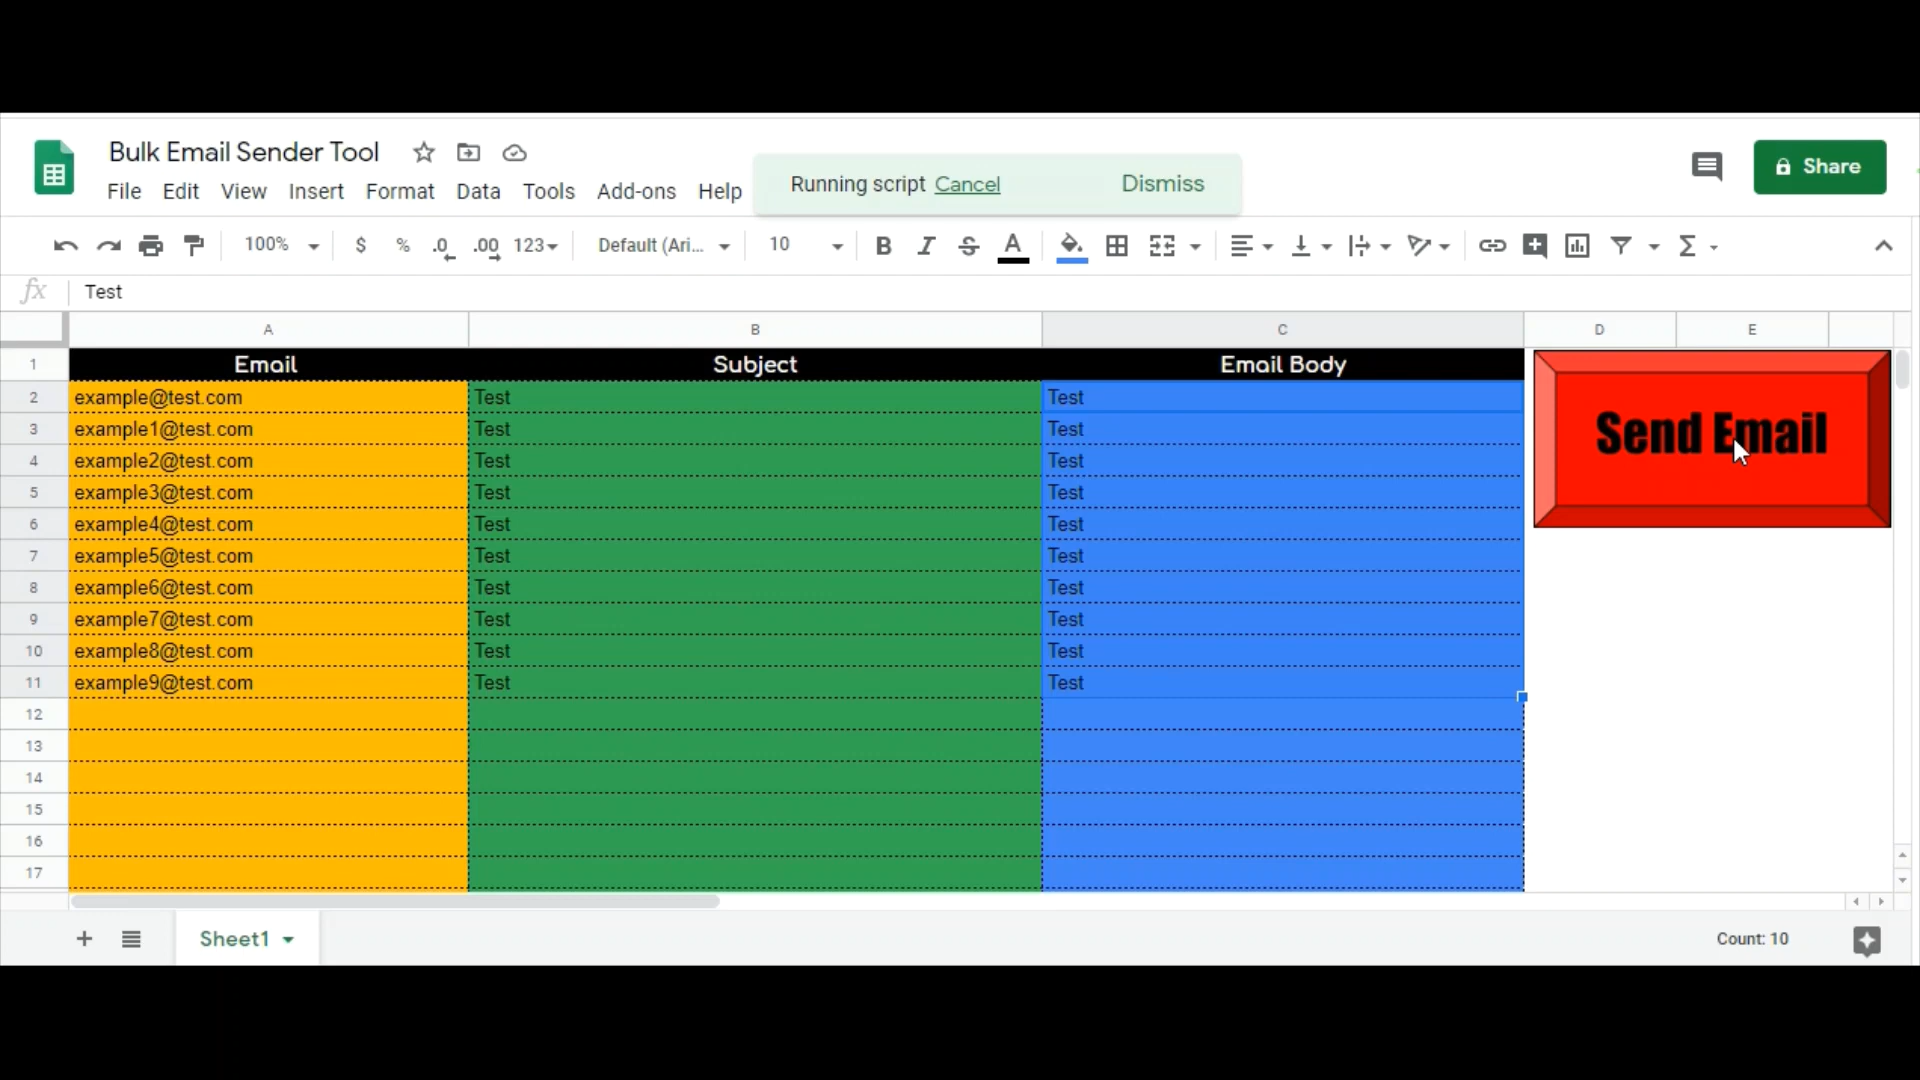 Bulk Email Sender Tool
File Edit View Insert Format Data Tools Add-ons Help
Running script Cancel Dismiss
Share
100% $ % .0 .00 123 Default (Ari... 10 B I S A Σ
fx Test
A B C D E
1 Email Subject Email Body
2 example@test.com Test Test
3 example1@test.com Test Test
4 example2@test.com Test Test
5 example3@test.com Test Test
6 example4@test.com Test Test
7 example5@test.com Test Test
8 example6@test.com Test Test
9 example7@test.com Test Test
10 example8@test.com Test Test
11 example9@test.com Test Test
12
13
14
15
16
17
Send Email
Sheet1
Count: 10